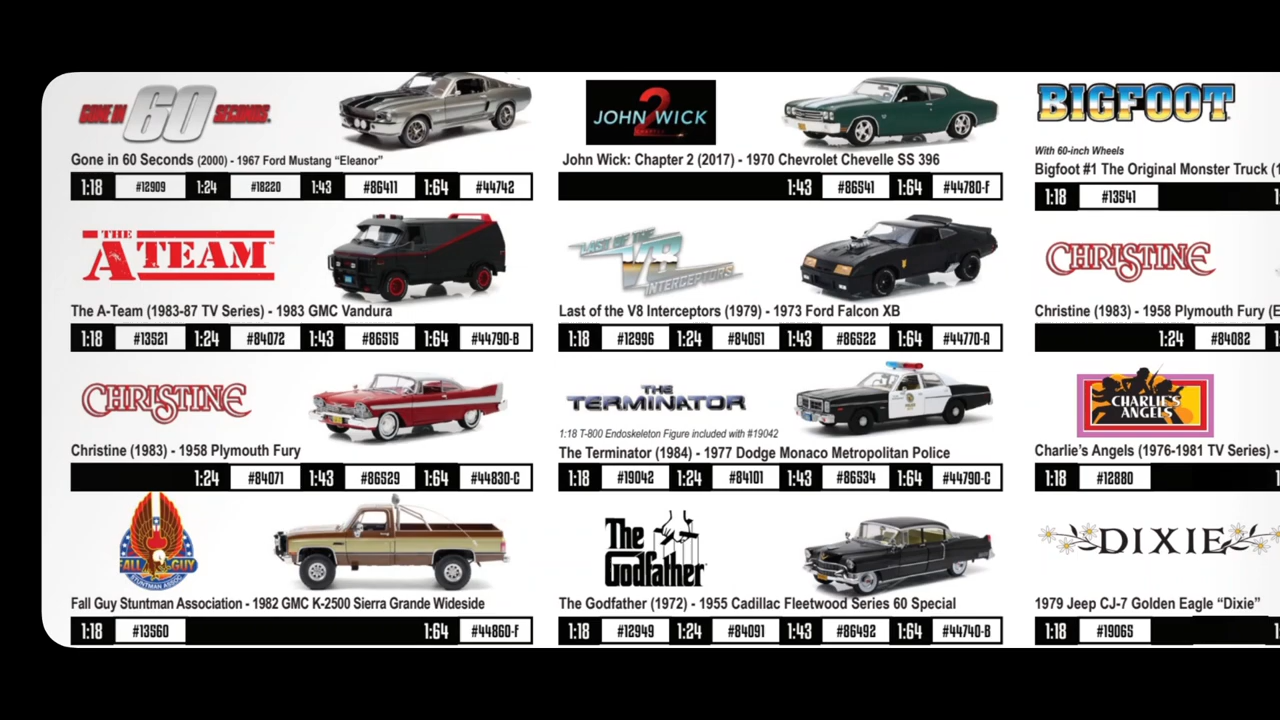 GONE IN 60 SECONDS.
Gone in 60 Seconds (2000) - 1967 Ford Mustang “Eleanor”
1:18 #12909 1:24 #18220 1:43 #86411 1:64 #44742
JOHN WICK 2 CHAPTER
John Wick: Chapter 2 (2017) - 1970 Chevrolet Chevelle SS 396
1:43 #86541 1:64 #44780-F
BIGFOOT
With 60-inch Wheels
Bigfoot #1 The Original Monster Truck (1
1:18 #13541
THE A TEAM
The A-Team (1983-87 TV Series) - 1983 GMC Vandura
1:18 #13521 1:24 #84072 1:43 #86515 1:64 #44790-B
LAST OF THE V8 INTERCEPTORS
Last of the V8 Interceptors (1979) - 1973 Ford Falcon XB
1:18 #12996 1:24 #84051 1:43 #86522 1:64 #44770-A
CHRISTINE
Christine (1983) - 1958 Plymouth Fury (E
1:24 #84082
CHRISTINE
Christine (1983) - 1958 Plymouth Fury
1:24 #84071 1:43 #86529 1:64 #44830-C
THE TERMINATOR
1:18 T-800 Endoskeleton Figure included with #19042
The Terminator (1984) - 1977 Dodge Monaco Metropolitan Police
1:18 #19042 1:24 #84101 1:43 #86534 1:64 #44790-C
CHARLIE'S ANGELS
Charlie’s Angels (1976-1981 TV Series) -
1:18 #12880
FALL GUY
STUNTMAN ASSOC.
Fall Guy Stuntman Association - 1982 GMC K-2500 Sierra Grande Wideside
1:18 #13560 1:64 #44860-F
The Godfather
The Godfather (1972) - 1955 Cadillac Fleetwood Series 60 Special
1:18 #12949 1:24 #84091 1:43 #86492 1:64 #44740-B
DIXIE
1979 Jeep CJ-7 Golden Eagle “Dixie”
1:18 #19065